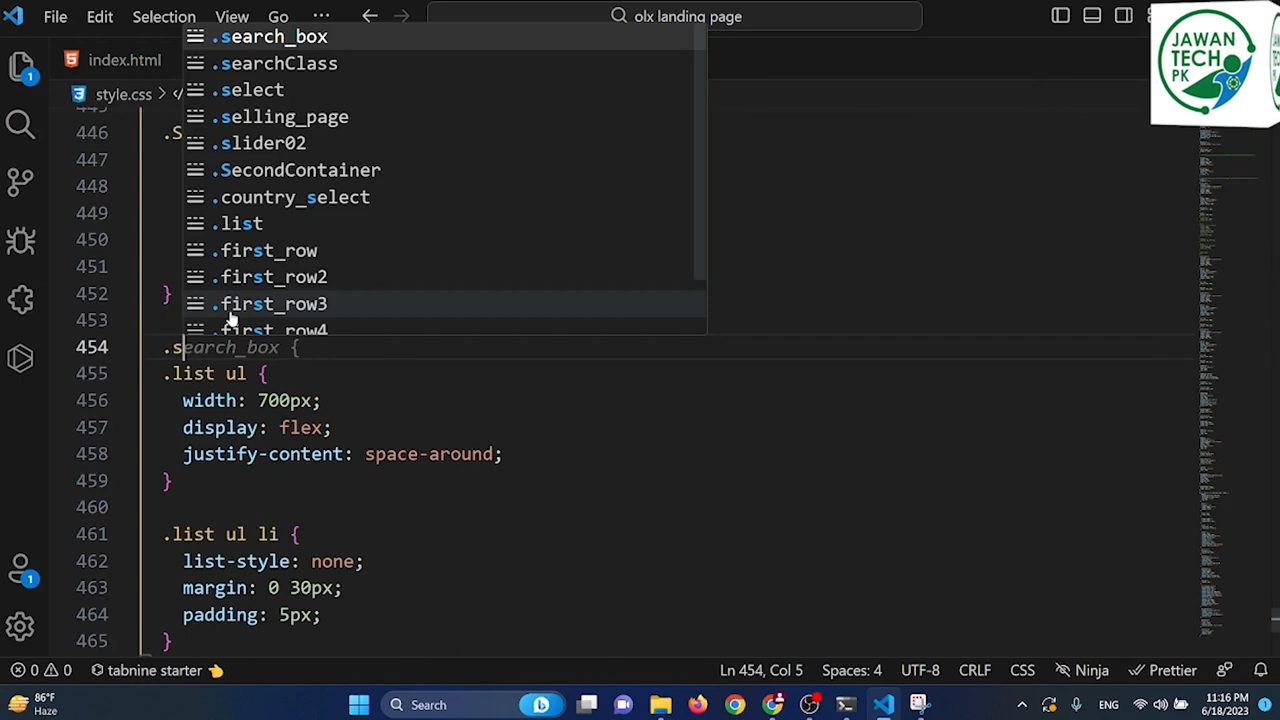 File Edit Selection View Go ... olx landing page
JAWAN
TECH
PK
index.html
style.css >
446 .S
447
448
449
450
451
452 }
453
.search_box
.searchClass
.select
.selling_page
.slider02
.SecondContainer
.country_select
.list
.first_row
.first_row2
.first_row3
.first_row4
454 .search_box {
455 .list ul {
456 width: 700px;
457 display: flex;
458 justify-content: space-around;
459 }
460
461 .list ul li {
462 list-style: none;
463 margin: 0 30px;
464 padding: 5px;
465 }
1
1
0 0 tabnine starter 👈 Ln 454, Col 5 Spaces: 4 UTF-8 CRLF CSS Ninja Prettier
86°F
Haze
Search
ENG
11:16 PM
6/18/2023
1